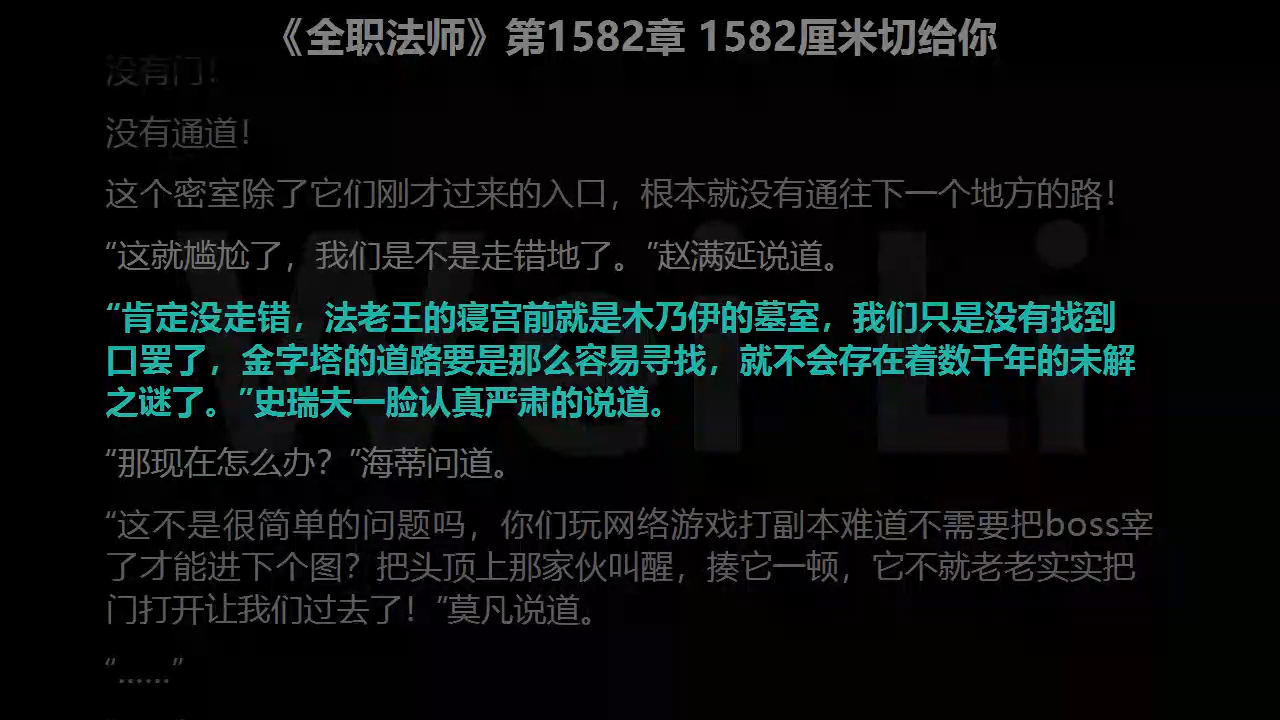 《全职法师》第1582章 1582厘米切给你
没有门！
没有通道！
这个密室除了它们刚才过来的入口，根本就没有通往下一个地方的路！
“这就尴尬了，我们是不是走错地了。”赵满延说道。
“肯定没走错，法老王的寝宫前就是木乃伊的墓室，我们只是没有找到
口罢了，金字塔的道路要是那么容易寻找，就不会存在着数千年的未解
之谜了。”史瑞夫一脸认真严肃的说道。
“那现在怎么办？”海蒂问道。
“这不是很简单的问题吗，你们玩网络游戏打副本难道不需要把boss宰
了才能进下个图？把头顶上那家伙叫醒，揍它一顿，它不就老老实实把
门打开让我们过去了！”莫凡说道。
“……”
Wei Li